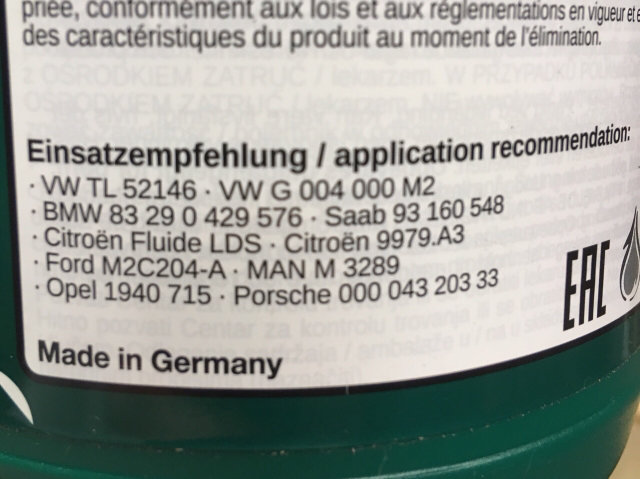 priée, conformément aux lois et aux réglementations en vigueur et
des caractéristiques du produit au moment de l'élimination.
Einsatzempfehlung / application recommendation:
· VW TL 52146 · VW G 004 000 M2
· BMW 83 29 0 429 576 · Saab 93 160 548
· Citroën Fluide LDS · Citroën 9979.A3
· Ford M2C204-A · MAN M 3289
· Opel 1940 715 · Porsche 000 043 203 33
EAC
Made in Germany